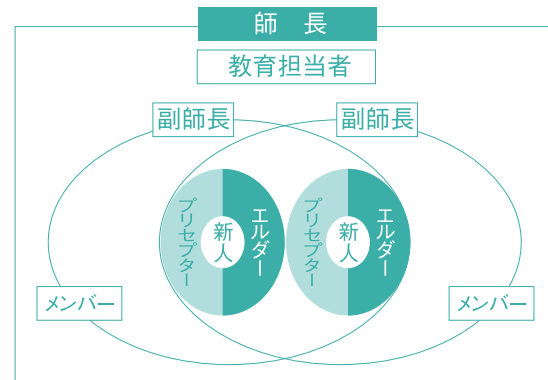 師 長
教育担当者
副師長
副師長
プリセプター
新人
エルダー
プリセプター
新人
エルダー
メンバー
メンバー